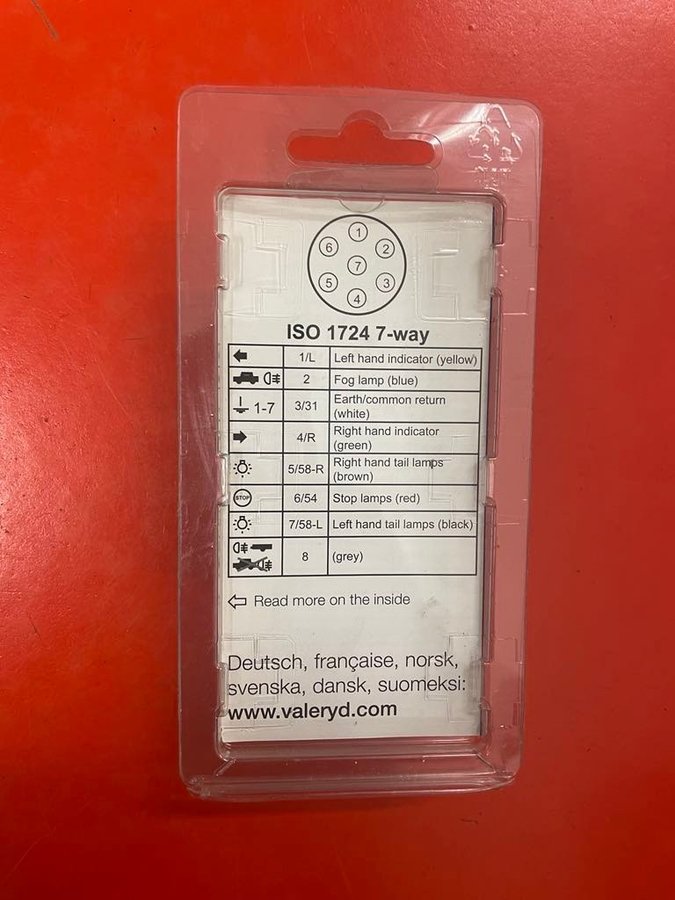 1
6 2
7
5 3
4
ISO 1724 7-way
1/L Left hand indicator (yellow)
2 Fog lamp (blue)
1-7 3/31 Earth/common return
(white)
4/R Right hand indicator
(green)
5/58-R Right hand tail lamps
(brown)
STOP 6/54 Stop lamps (red)
7/58-L Left hand tail lamps (black)
8 (grey)
Read more on the inside
Deutsch, française, norsk,
svenska, dansk, suomeksi:
www.valeryd.com